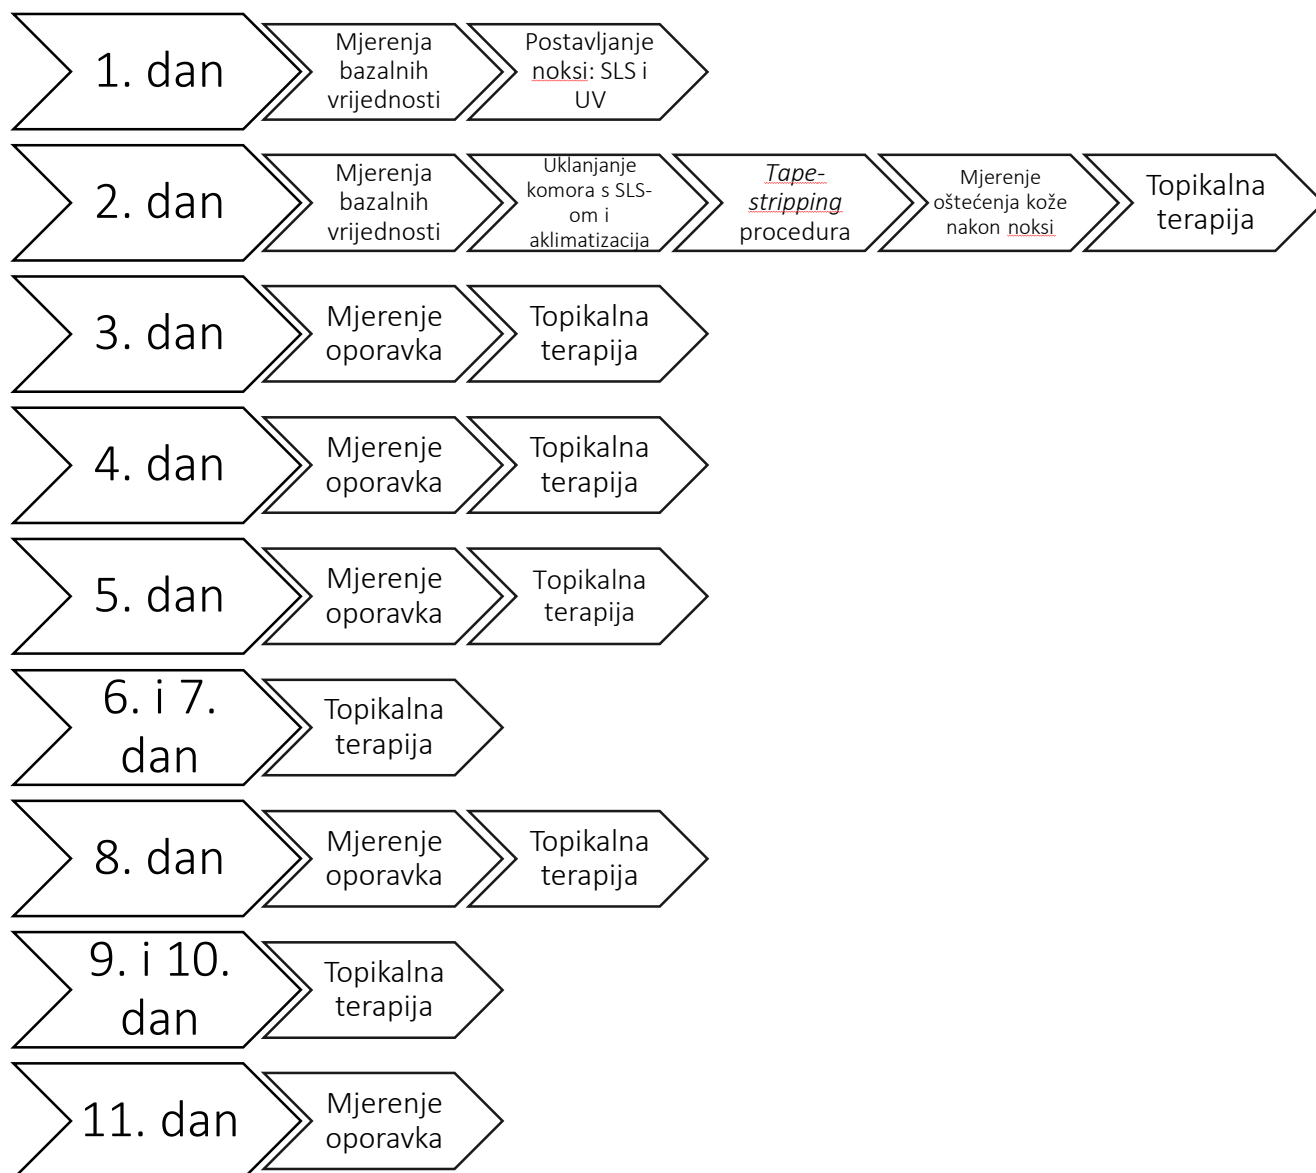 1. dan
Mjerenja
bazalnih
vrijednosti
Postavljanje
noksi: SLS i
UV
2. dan
Mjerenja
bazalnih
vrijednosti
Uklanjanje
komora s SLS-
om i
aklimatizacija
Tape-
stripping
procedura
Mjerenje
oštećenja kože
nakon noksi
Topikalna
terapija
3. dan
Mjerenje
oporavka
Topikalna
terapija
4. dan
Mjerenje
oporavka
Topikalna
terapija
5. dan
Mjerenje
oporavka
Topikalna
terapija
6. i 7.
dan
Topikalna
terapija
8. dan
Mjerenje
oporavka
Topikalna
terapija
9. i 10.
dan
Topikalna
terapija
11. dan
Mjerenje
oporavka